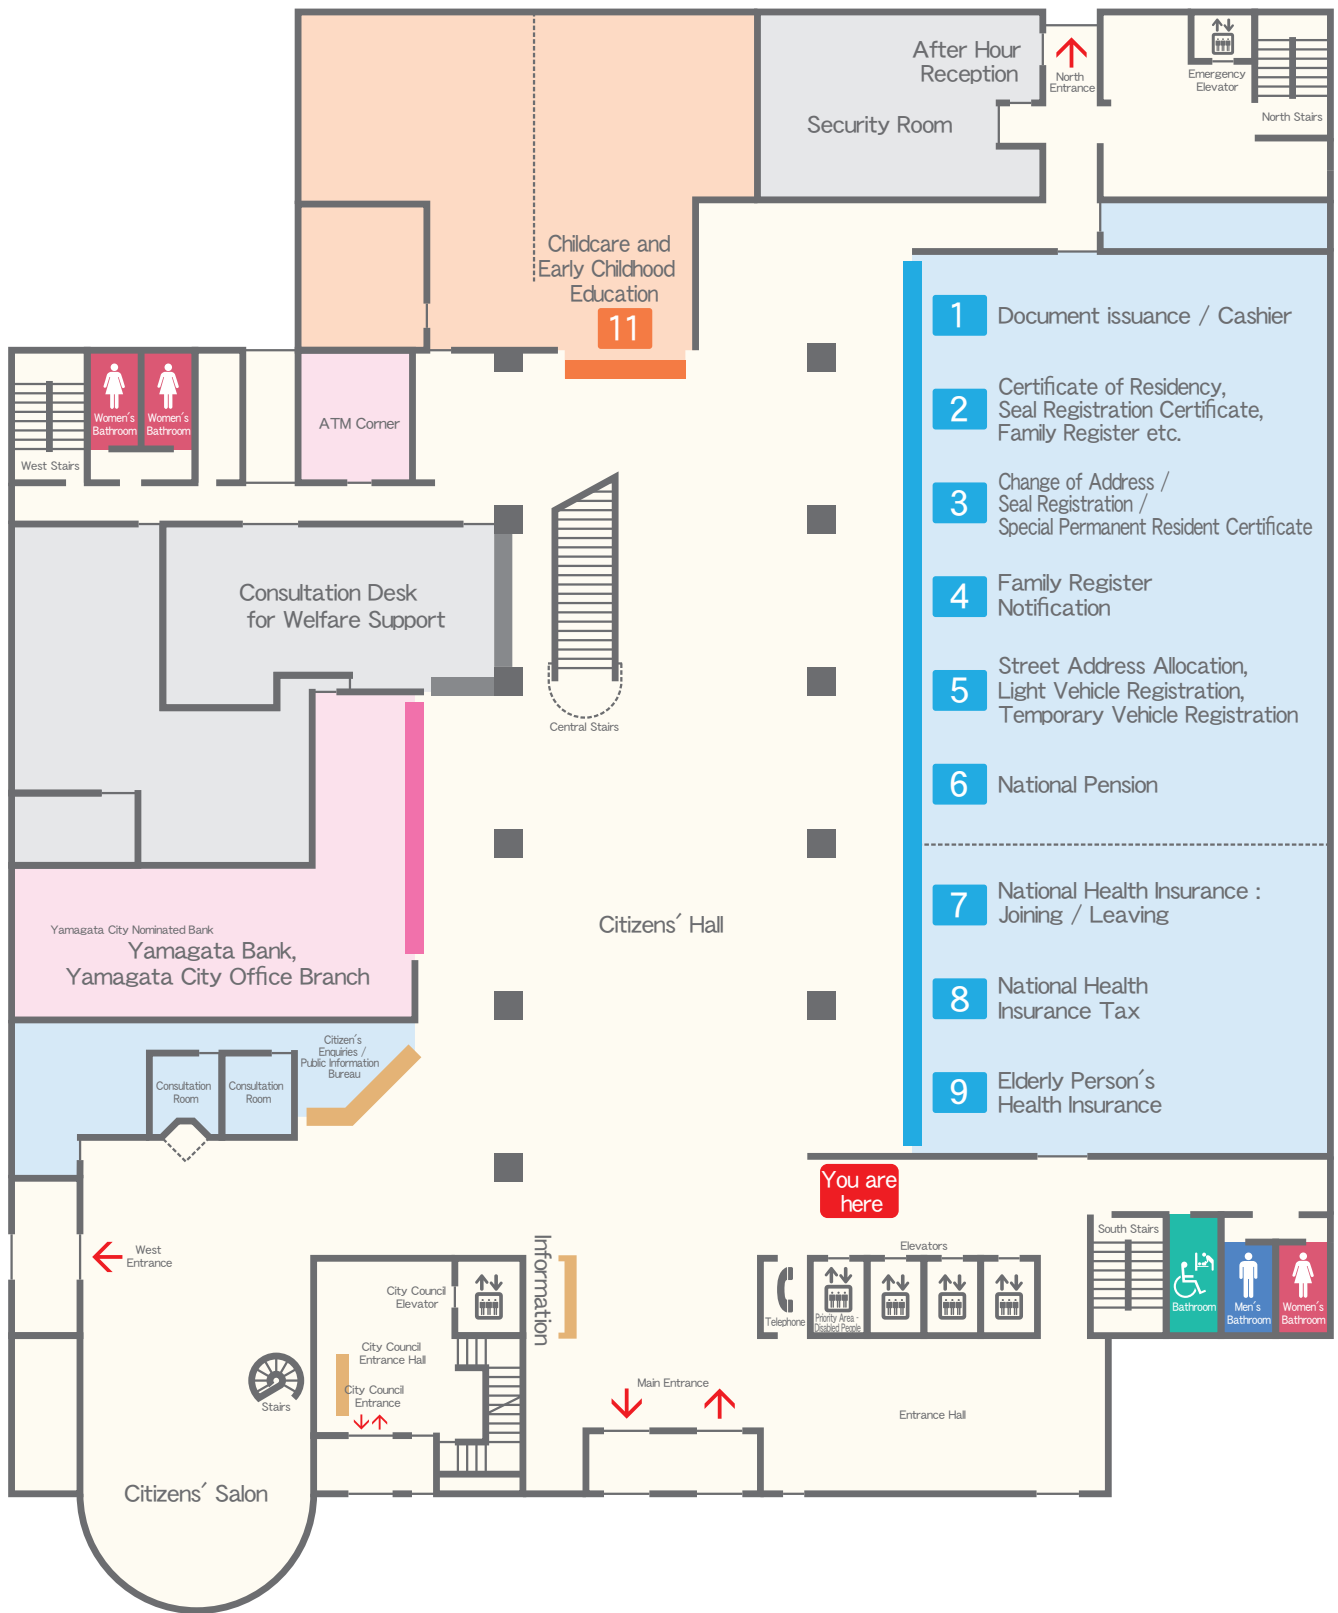 After Hour
Reception
North
Entrance
Emergency
Elevator
North Stairs
Security Room
Childcare and
Early Childhood
Education
11
1
Document issuance / Cashier
2
Certificate of Residency,
Seal Registration Certificate,
Family Register etc.
3
Change of Address /
Seal Registration /
Special Permanent Resident Certificate
4
Family Register
Notification
5
Street Address Allocation,
Light Vehicle Registration,
Temporary Vehicle Registration
6
National Pension
7
National Health Insurance :
Joining / Leaving
8
National Health
Insurance Tax
9
Elderly Person's
Health Insurance
Women's
Bathroom
Women's
Bathroom
West Stairs
ATM Corner
Consultation Desk
for Welfare Support
Central Stairs
Citizens' Hall
Yamagata City Nominated Bank
Yamagata Bank,
Yamagata City Office Branch
Citizen's
Enquiries /
Public Information
Bureau
Consultation
Room
Consultation
Room
You are
here
West
Entrance
City Council
Elevator
Information
Elevators
Telephone
Priority Area -
Disabled People
South Stairs
Bathroom
Men's
Bathroom
Women's
Bathroom
City Council
Entrance Hall
City Council
Entrance
Stairs
Main Entrance
Entrance Hall
Citizens' Salon